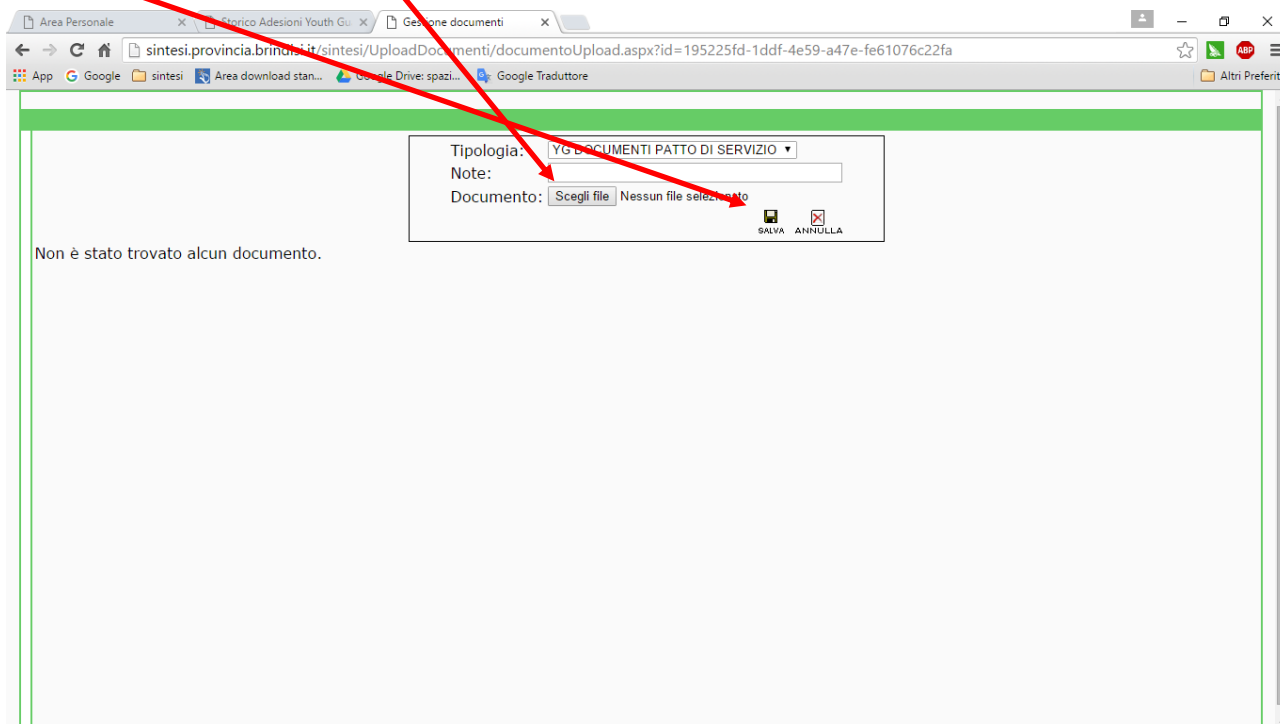 Area Personale
Storico Adesioni Youth Gu
Gestione documenti
sintesi.provincia.brindisi.it/sintesi/UploadDocumenti/documentoUpload.aspx?id=195225fd-1ddf-4e59-a47e-fe61076c22fa
ABP
App Google sintesi Area download stan... Google Drive: spazi... Google Traduttore Altri Preferit
Tipologia: YG DOCUMENTI PATTO DI SERVIZIO
Note:
Documento: Scegli file Nessun file selezionato
SALVA ANNULLA
Non è stato trovato alcun documento.